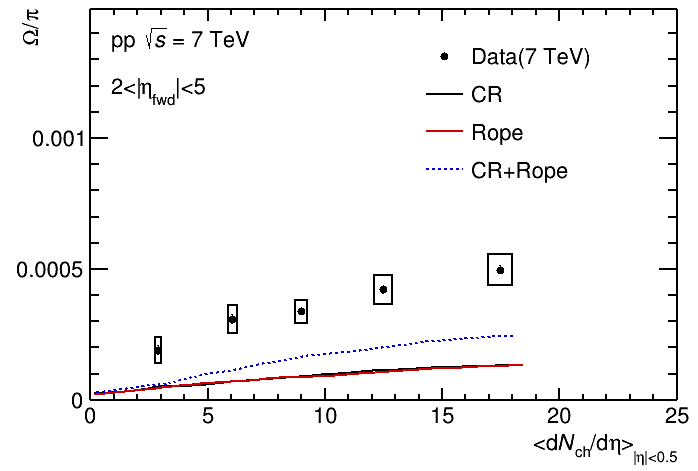 Ω/π
pp √s = 7 TeV
2<|η_fwd|<5
Data(7 TeV)
CR
Rope
CR+Rope
0.001
0.0005
0
0 5 10 15 20 25
<dN_ch/dη>_|η|<0.5